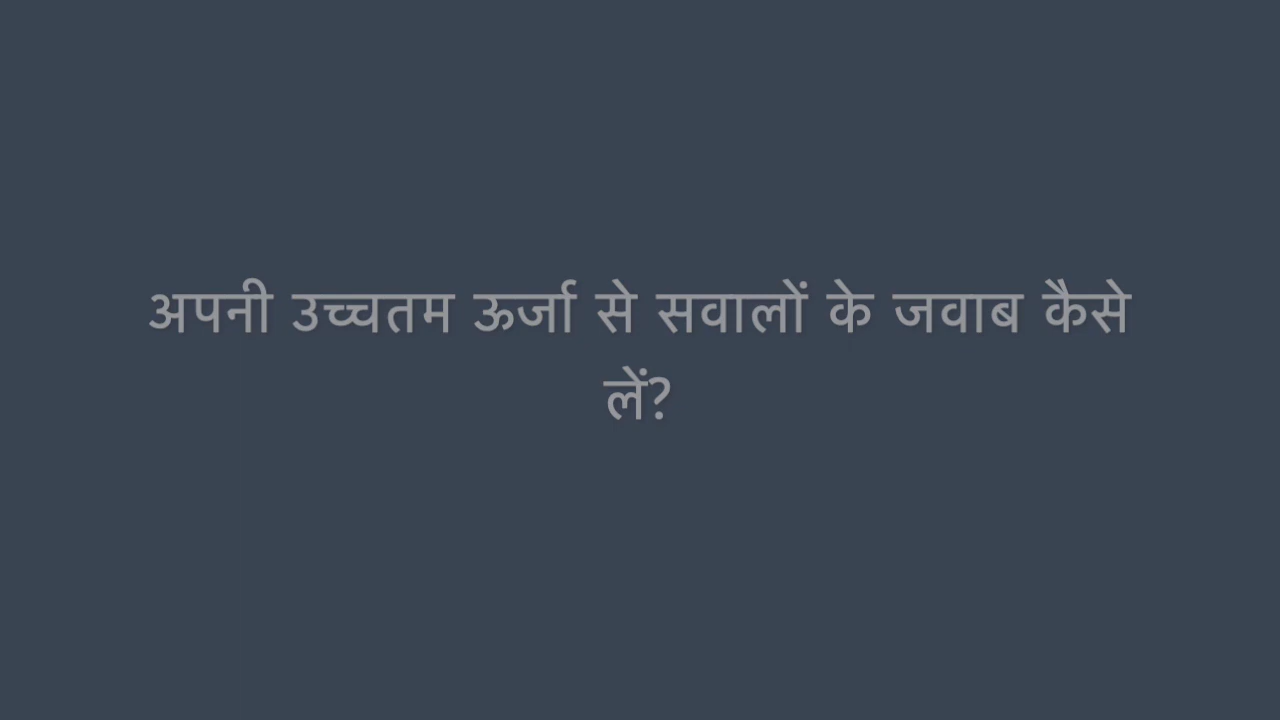 अपनी उच्चतम ऊर्जा से सवालों के जवाब कैसे
लें?